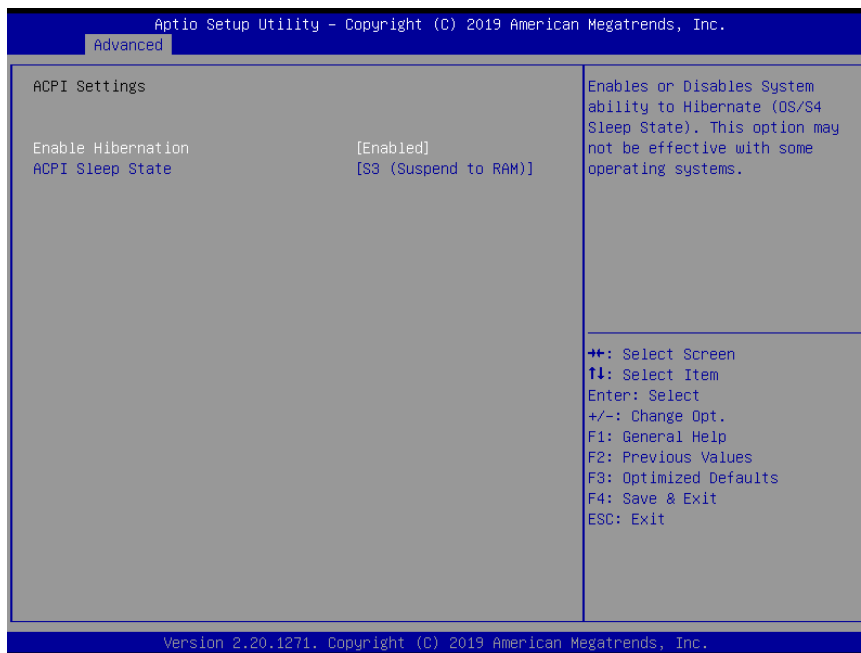 Aptio Setup Utility – Copyright (C) 2019 American Megatrends, Inc.
Advanced
ACPI Settings
Enable Hibernation [Enabled]
ACPI Sleep State [S3 (Suspend to RAM)]
Enables or Disables System
ability to Hibernate (OS/S4
Sleep State). This option may
not be effective with some
operating systems.
→←: Select Screen
↑↓: Select Item
Enter: Select
+/-: Change Opt.
F1: General Help
F2: Previous Values
F3: Optimized Defaults
F4: Save & Exit
ESC: Exit
Version 2.20.1271. Copyright (C) 2019 American Megatrends, Inc.